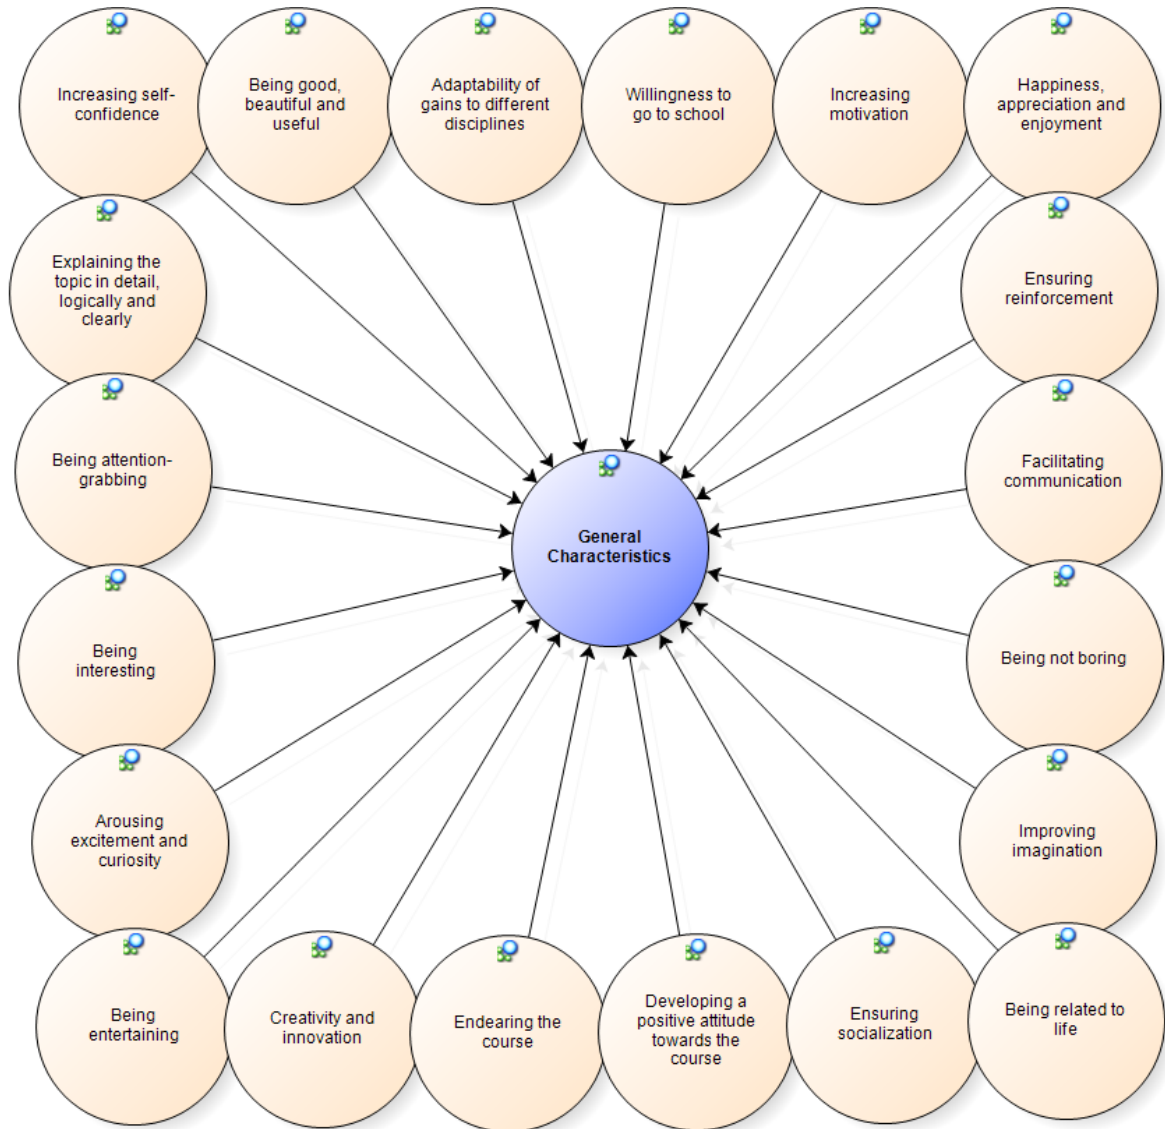 Increasing self-
confidence
Being good,
beautiful and
useful
Adaptability of
gains to different
disciplines
Willingness to
go to school
Increasing
motivation
Happiness,
appreciation and
enjoyment
Explaining the
topic in detail,
logically and
clearly
Ensuring
reinforcement
Being attention-
grabbing
Facilitating
communication
General
Characteristics
Being
interesting
Being not boring
Arousing
excitement and
curiosity
Improving
imagination
Being
entertaining
Creativity and
innovation
Endearing the
course
Developing a
positive attitude
towards the
course
Ensuring
socialization
Being related to
life